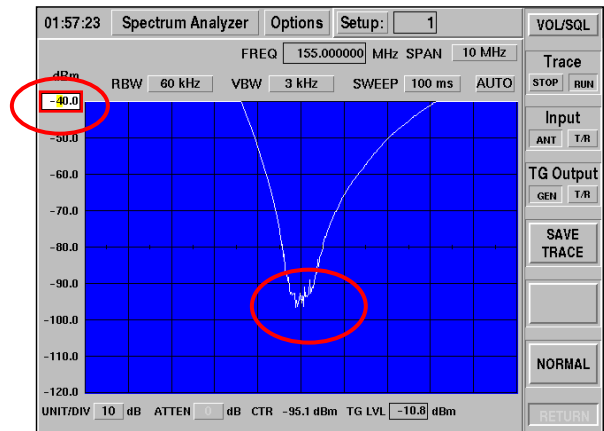 01:57:23 Spectrum Analyzer Options Setup: 1 VOL/SQL
FREQ 155.000000 MHz SPAN 10 MHz
dBm RBW 60 kHz VBW 3 kHz SWEEP 100 ms AUTO
-40.0
-50.0
-60.0
-70.0
-80.0
-90.0
-100.0
-110.0
-120.0
UNIT/DIV 10 dB ATTEN 0 dB CTR -95.1 dBm TG LVL -10.8 dBm
Trace
STOP RUN
Input
ANT T/R
TG Output
GEN T/R
SAVE
TRACE
NORMAL
RETURN